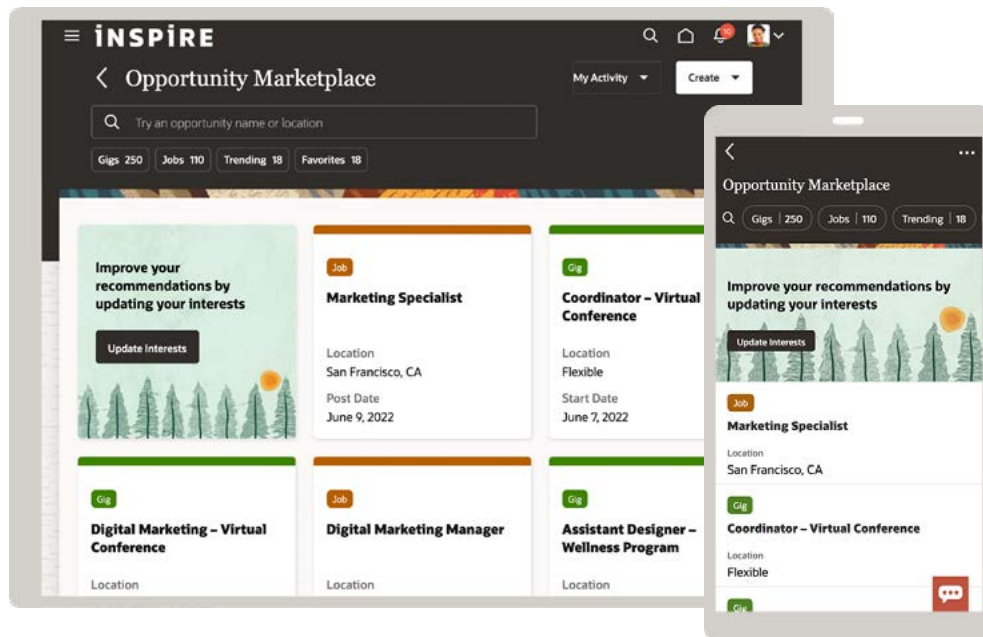 iNSPiRE
10
Opportunity Marketplace
My Activity
Create
Try an opportunity name or location
Gigs 250
Jobs 110
Trending 18
Favorites 18
Improve your
recommendations by
updating your interests
Update Interests
Job
Marketing Specialist
Location
San Francisco, CA
Post Date
June 9, 2022
Gig
Coordinator – Virtual
Conference
Location
Flexible
Start Date
June 7, 2022
Gig
Digital Marketing – Virtual
Conference
Location
Job
Digital Marketing Manager
Location
Gig
Assistant Designer –
Wellness Program
Location
Opportunity Marketplace
Gigs | 250
Jobs | 110
Trending | 18
Improve your recommendations by
updating your interests
Update Interests
Job
Marketing Specialist
Location
San Francisco, CA
Gig
Coordinator – Virtual Conference
Location
Flexible
Gig